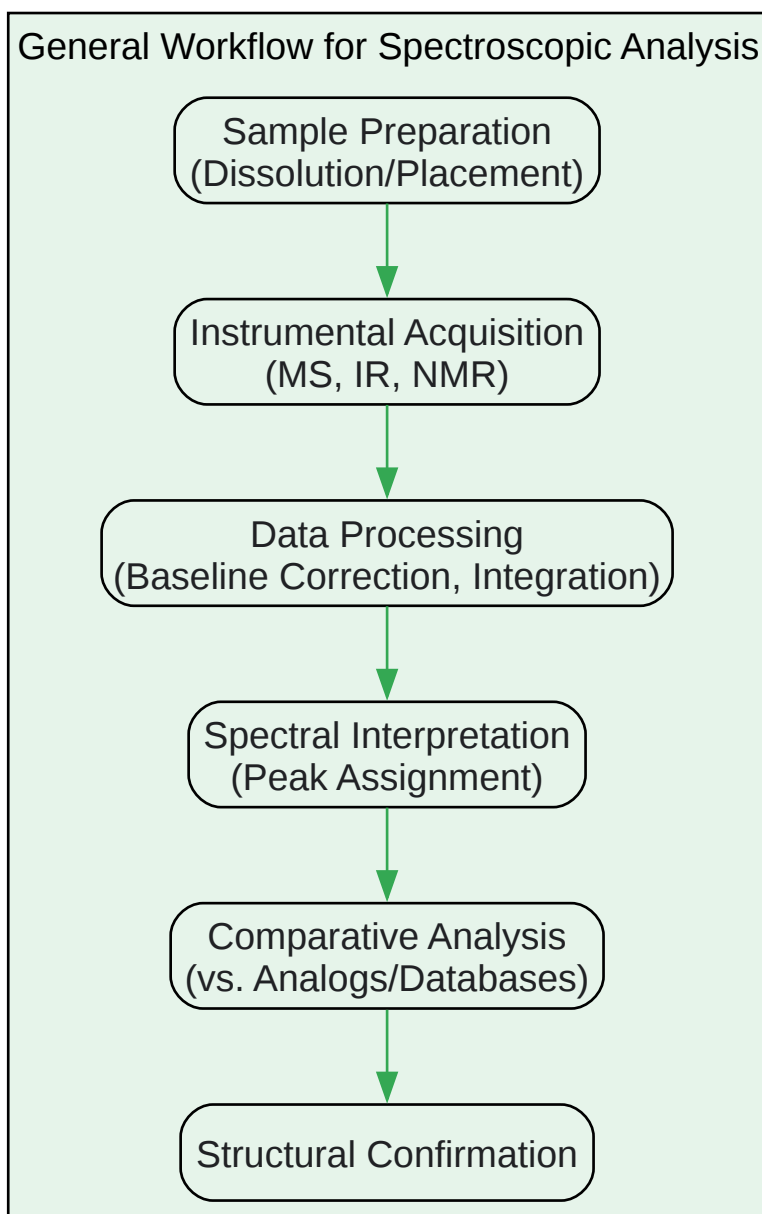 General Workflow for Spectroscopic Analysis
Sample Preparation
(Dissolution/Placement)
Instrumental Acquisition
(MS, IR, NMR)
Data Processing
(Baseline Correction, Integration)
Spectral Interpretation
(Peak Assignment)
Comparative Analysis
(vs. Analogs/Databases)
Structural Confirmation